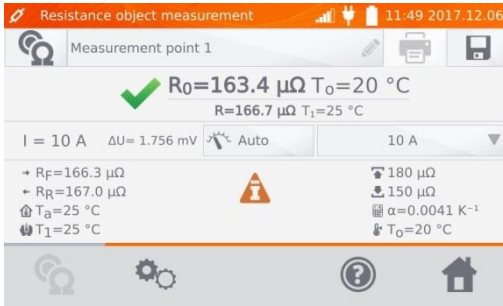 Resistance object measurement 11:49 2017.12.06
Measurement point 1
R₀=163.4 µΩ T₀=20 °C
R=166.7 µΩ T₁=25 °C
I = 10 A ΔU= 1.756 mV Auto 10 A
RF=166.3 µΩ 180 µΩ
RR=167.0 µΩ 150 µΩ
Ta=25 °C α=0.0041 K⁻¹
T1=25 °C T₀=20 °C